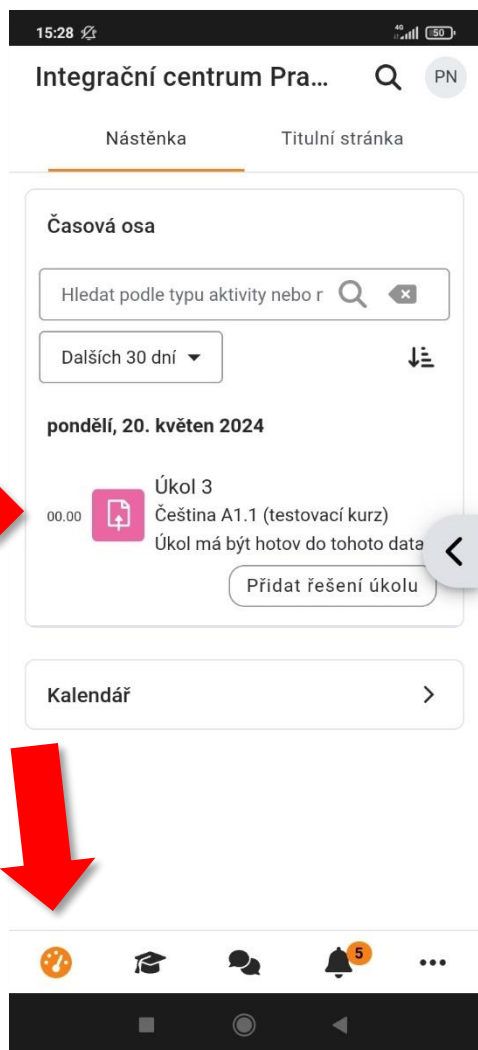 15:28 4G 50
Integrační centrum Pra... PN
Nástěnka Titulní stránka
Časová osa
Hledat podle typu aktivity nebo r
Dalších 30 dní
pondělí, 20. květen 2024
Úkol 3
00.00 Čeština A1.1 (testovací kurz)
Úkol má být hotov do tohoto data
Přidat řešení úkolu
Kalendář
5